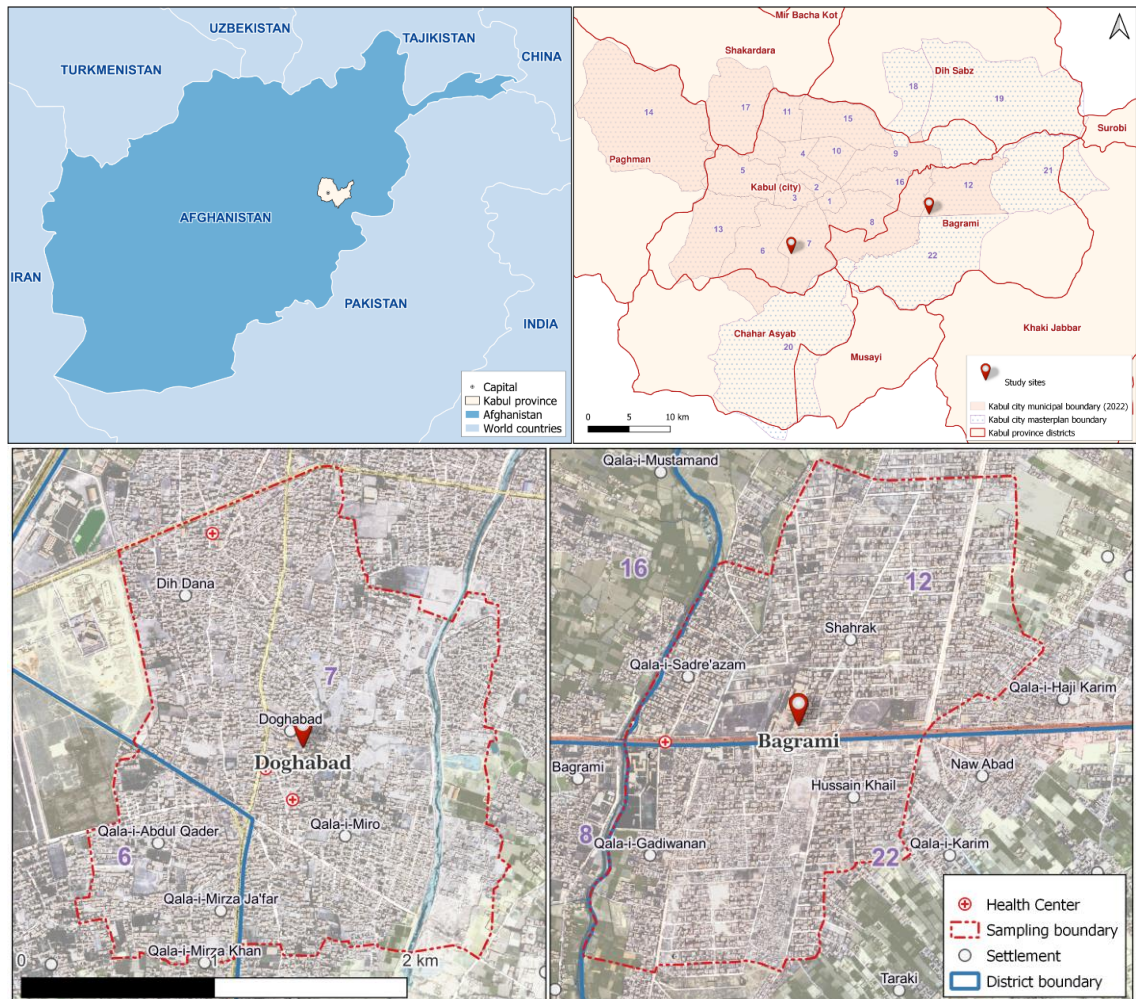 UZBEKISTAN
TAJIKISTAN
CHINA
TURKMENISTAN
AFGHANISTAN
IRAN
PAKISTAN
INDIA
Capital
Kabul province
Afghanistan
World countries
Mir Bacha Kot
Shakardara
Dih Sabz
18
19
17
11
14
15
Surobi
4
10
9
Paghman
5
21
16
12
Kabul (city)
2
3
1
8
Bagrami
13
6
7
22
Chahar Asyab
20
Musayi
Khaki Jabbar
Study sites
0 5 10 km
Kabul city municipal boundary (2022)
Kabul city masterplan boundary
Kabul province districts
Dih Dana
7
Doghabad
Doghabad
Qala-i-Abdul Qader
Qala-i-Miro
6
Qala-i-Mirza Ja'far
Qala-i-Mirza Khan
0 2 km
Qala-i-Mustamand
16
12
Shahrak
Qala-i-Sadre'azam
Qala-i-Haji Karim
Bagrami
Bagrami
Naw Abad
Hussain Khail
8
Qala-i-Gadiwanan
22
Qala-i-Karim
Taraki
Health Center
Sampling boundary
Settlement
District boundary